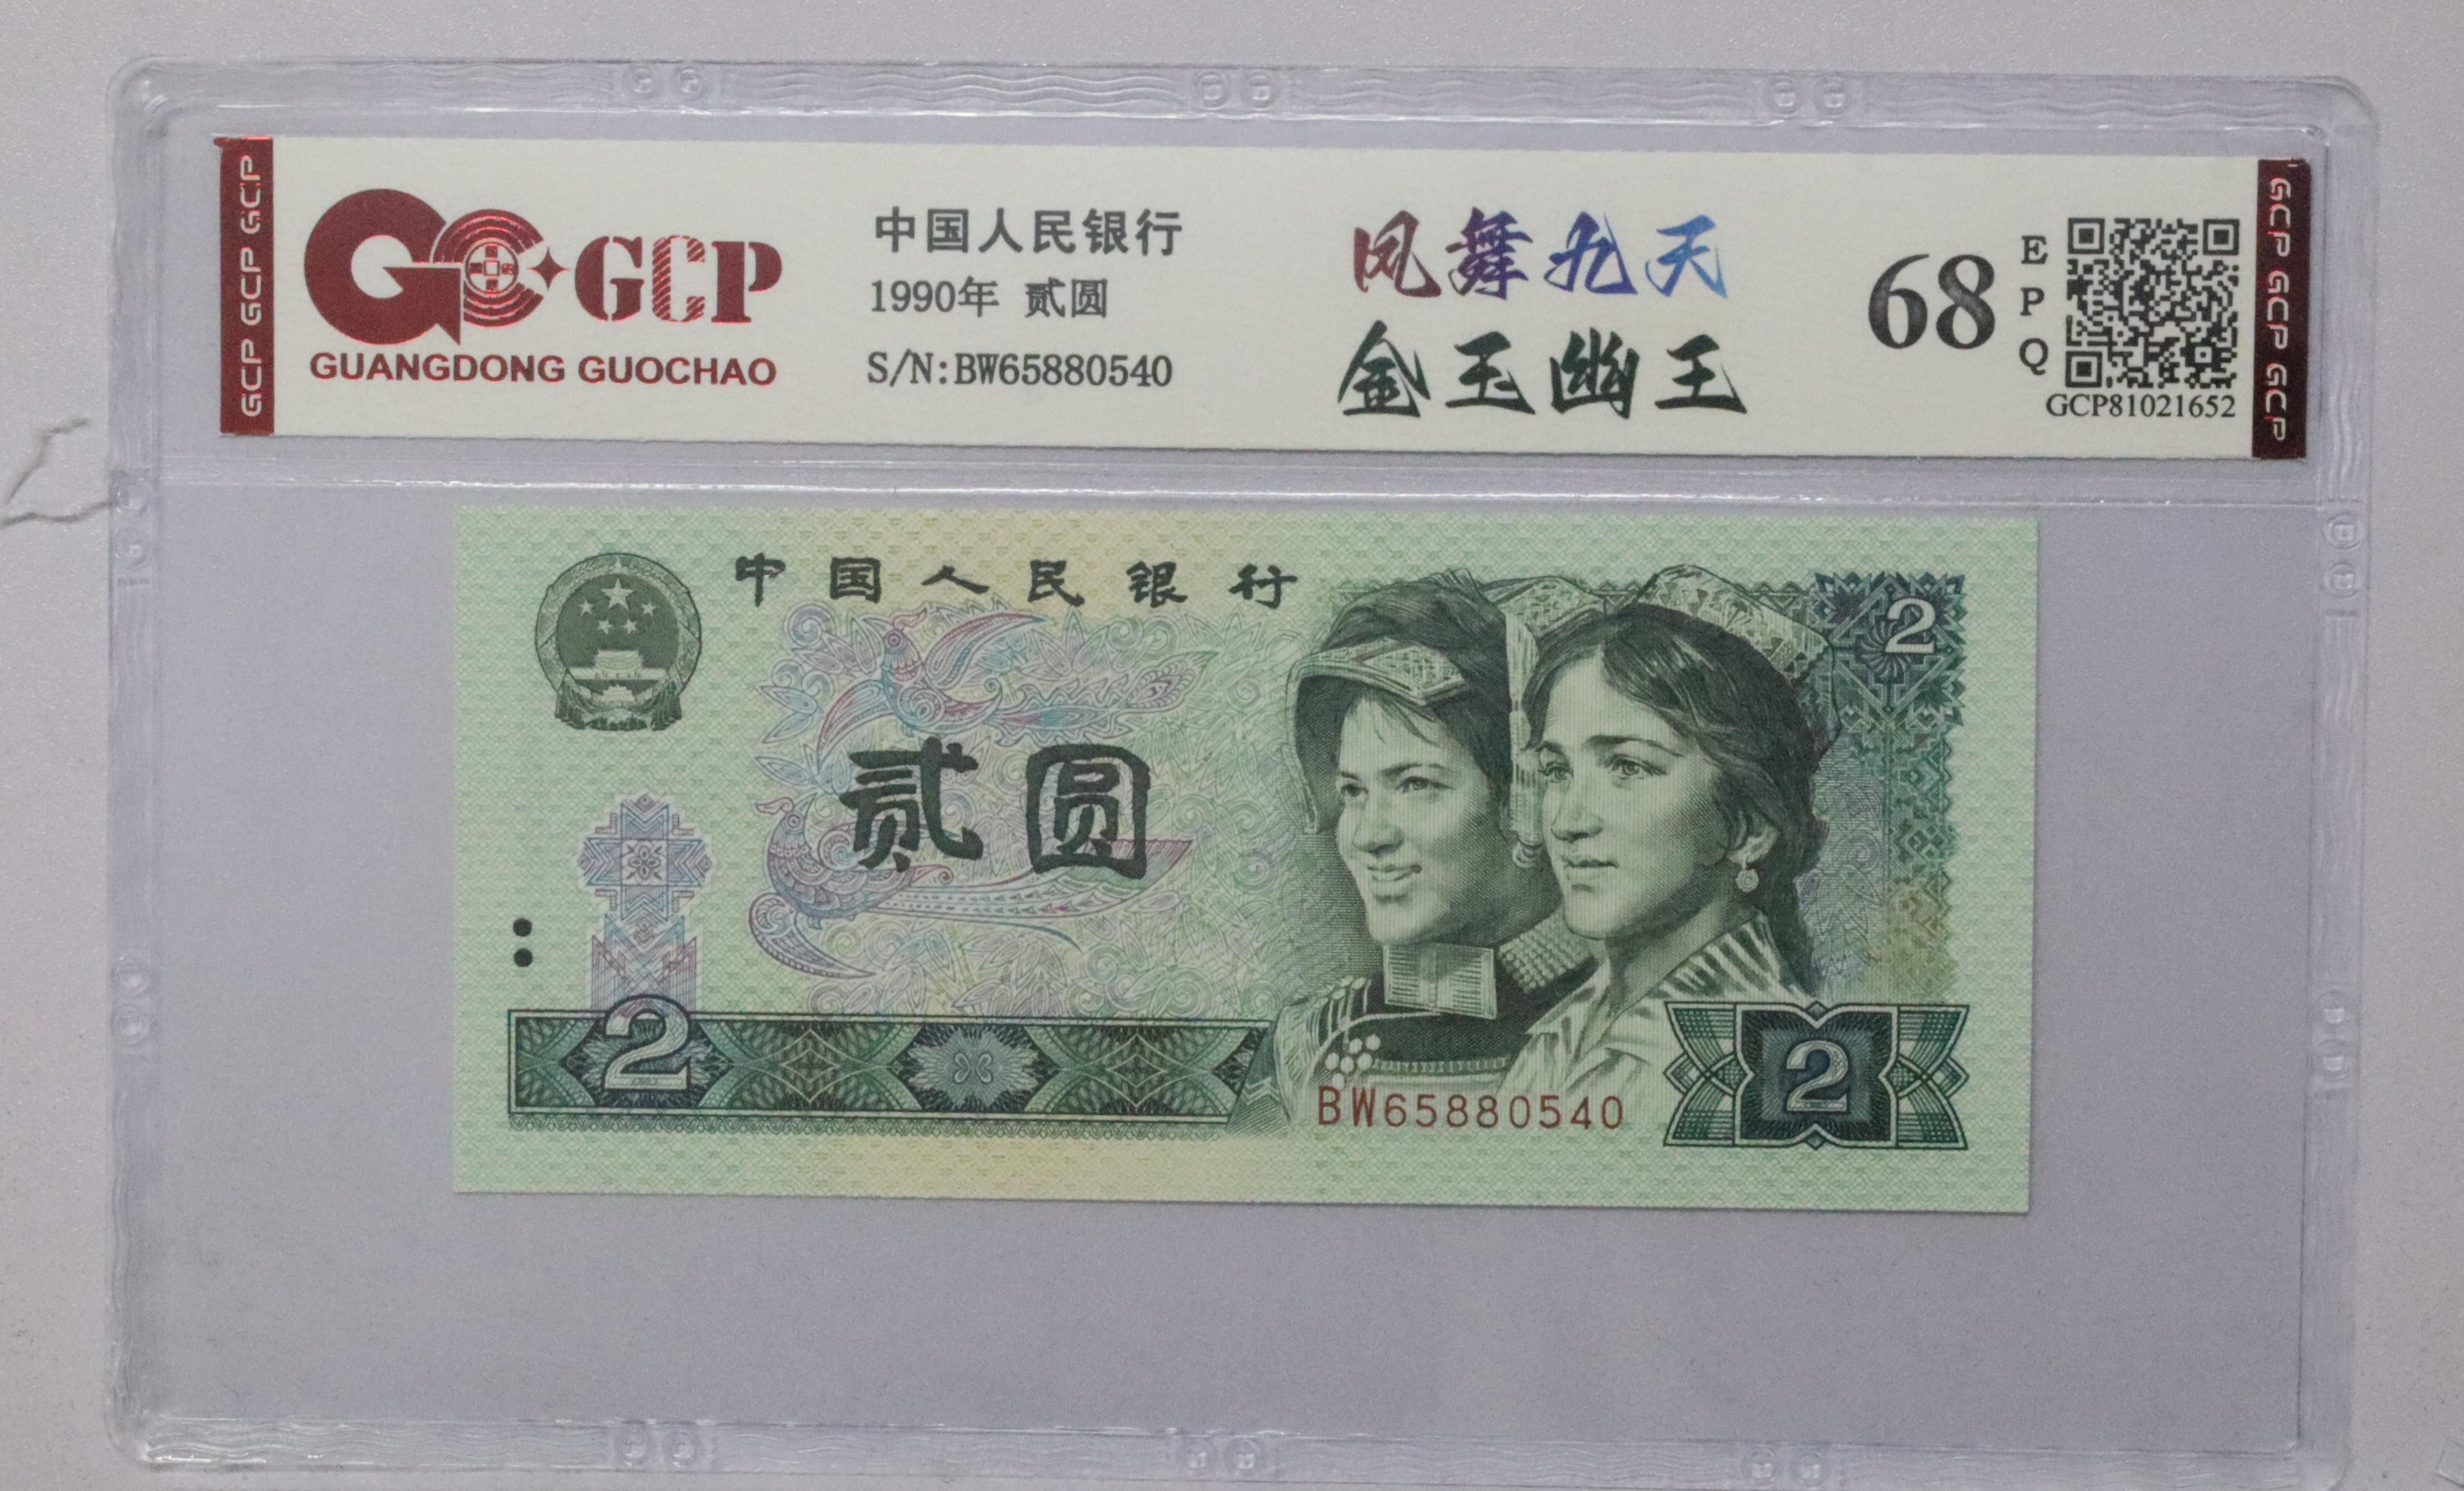 GCP GCP GCP
GCP
GUANGDONG GUOCHAO
中国人民银行
1990年 贰圆
S/N:BW65880540
凤舞九天
金玉幽王
68
EPQ
GCP81021652
GCP GCP GCP
中国人民银行
2
贰圆
2
BW65880540
2